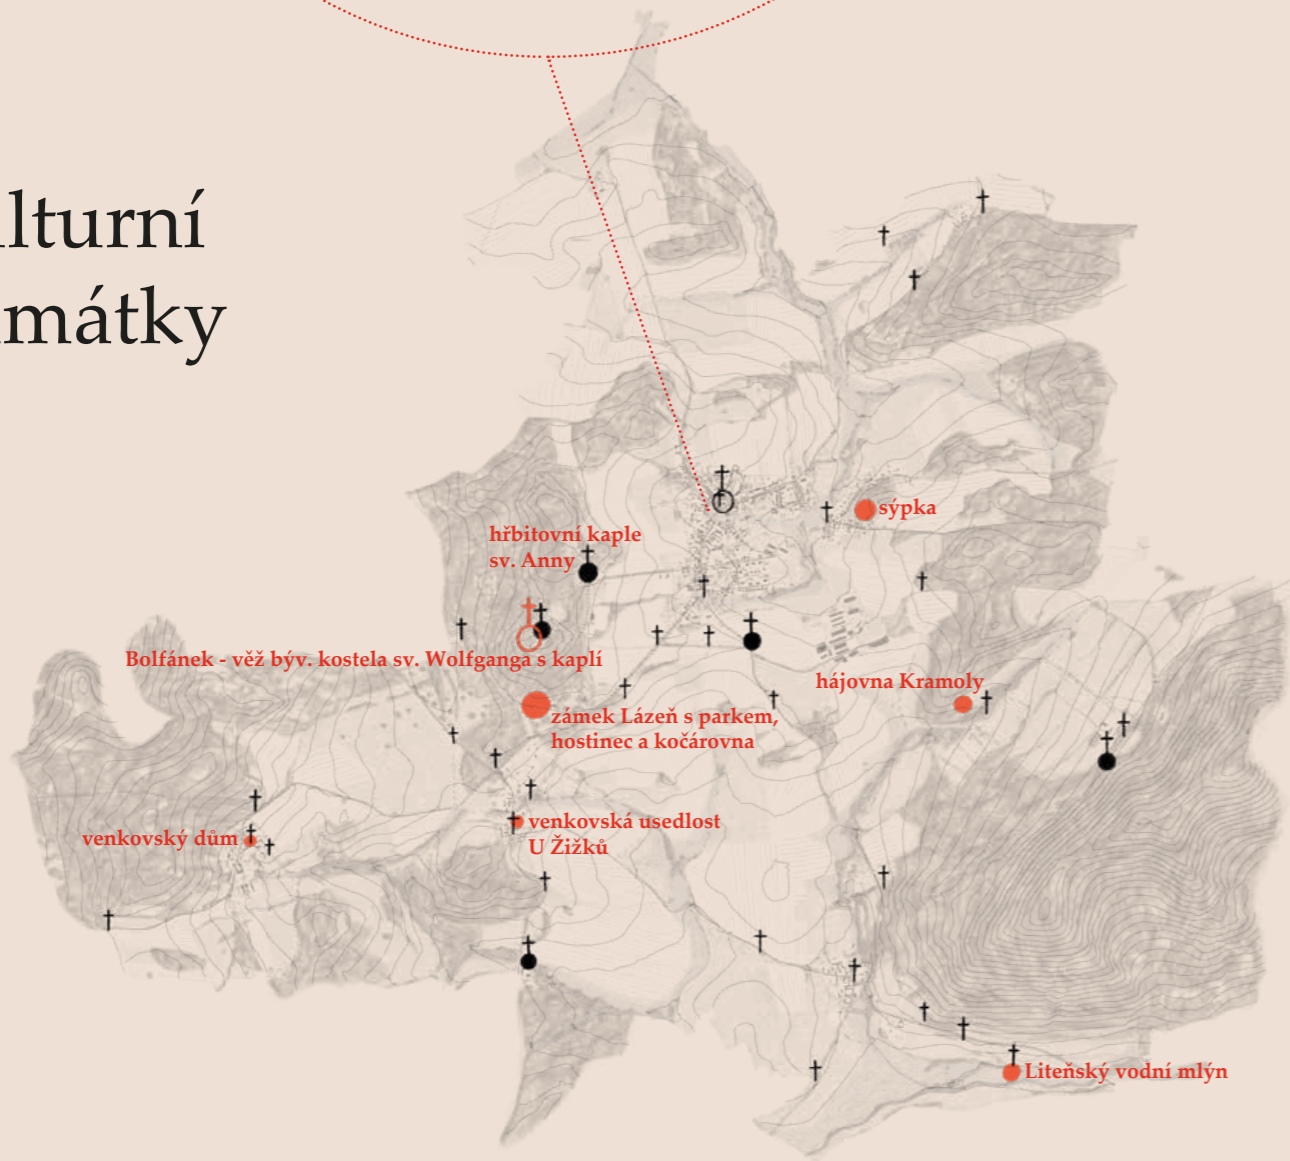 lturní
mátky
sýpka
hřbitovní kaple
sv. Anny
Bolfánek - věž býv. kostela sv. Wolfganga s kaplí
hájovna Kramoly
zámek Lázeň s parkem,
hostinec a kočárovna
venkovská usedlost
U Žižků
venkovský dům
Liteňský vodní mlýn